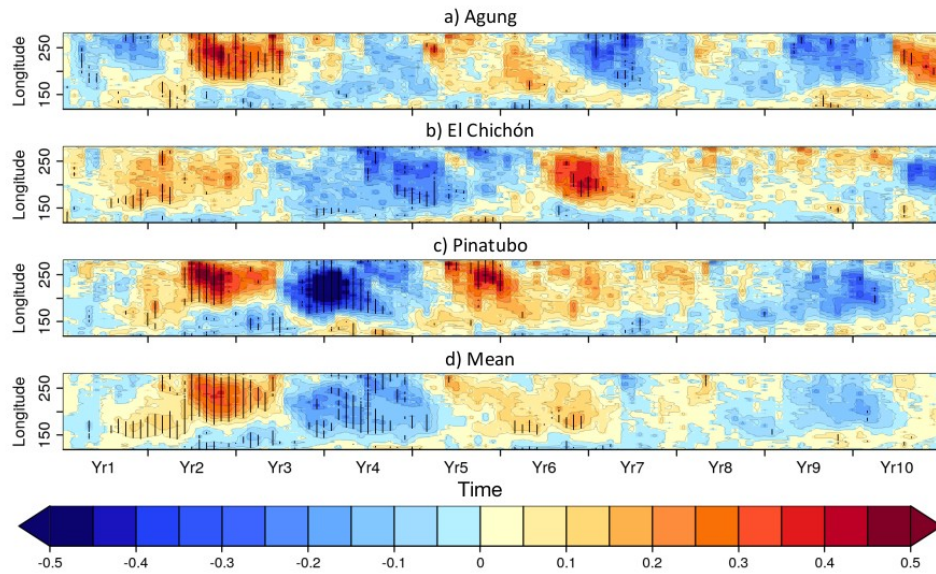 a) Agung
Longitude
250
150
b) El Chichón
Longitude
250
150
c) Pinatubo
Longitude
250
150
d) Mean
Longitude
250
150
Yr1 Yr2 Yr3 Yr4 Yr5 Yr6 Yr7 Yr8 Yr9 Yr10
Time
-0.5 -0.4 -0.3 -0.2 -0.1 0 0.1 0.2 0.3 0.4 0.5